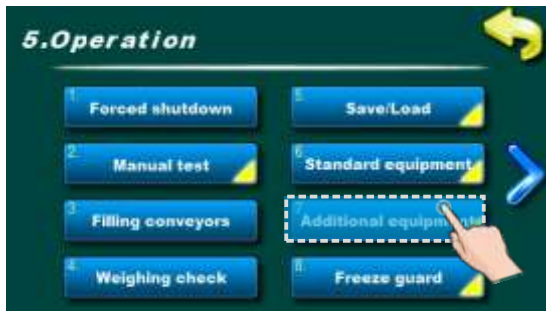 5.Operation
1. Forced shutdown
2. Manual test
3. Filling conveyors
4. Weighing check
5. Save/Load
6. Standard equipment
7. Additional equipment
8. Freeze guard